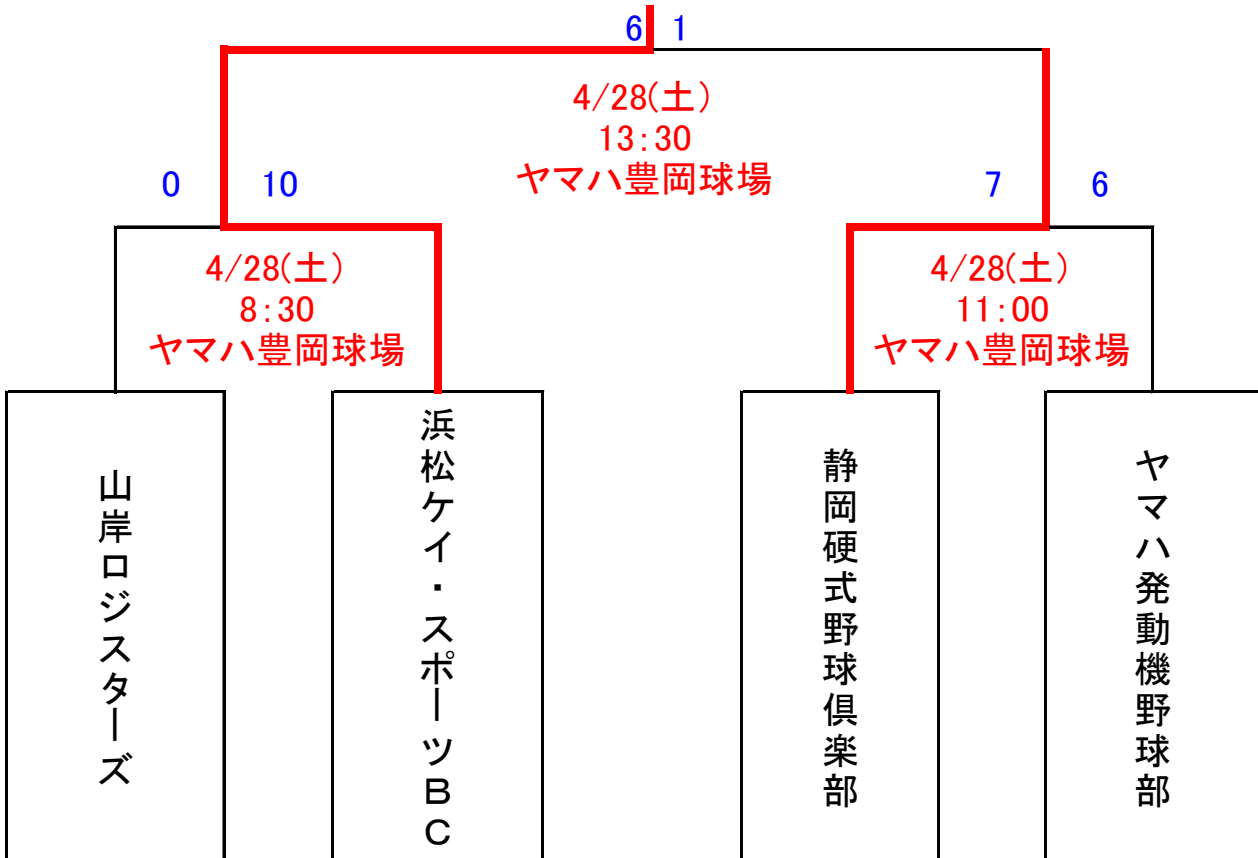 6 1
4/28(土)
13:30
ヤマハ豊岡球場
0 10
7 6
4/28(土)
8:30
ヤマハ豊岡球場
4/28(土)
11:00
ヤマハ豊岡球場
山岸ロジスターズ
浜松ケイ・スポーツBC
静岡硬式野球倶楽部
ヤマハ発動機野球部